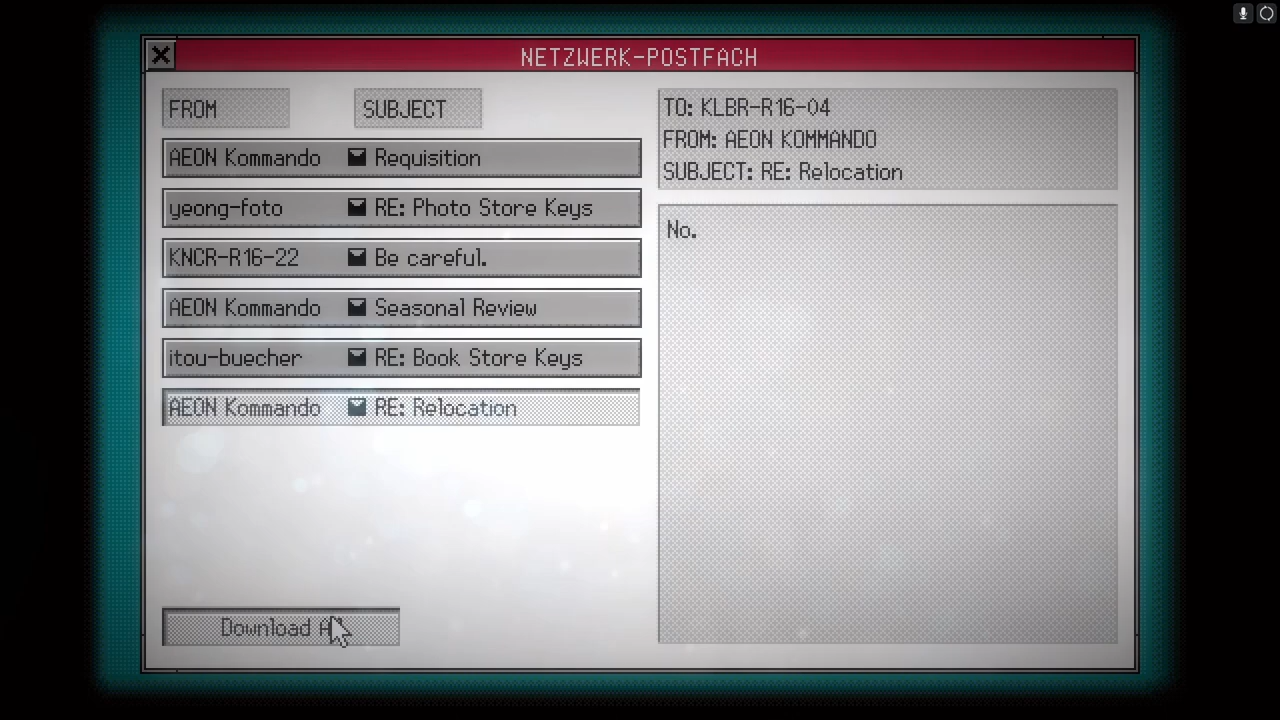 NETZWERK-POSTFACH
FROM SUBJECT
AEON Kommando Requisition
yeong-foto RE: Photo Store Keys
KNCR-R16-22 Be careful.
AEON Kommando Seasonal Review
itou-buecher RE: Book Store Keys
AEON Kommando RE: Relocation
Download
TO: KLBR-R16-04
FROM: AEON KOMMANDO
SUBJECT: RE: Relocation
No.